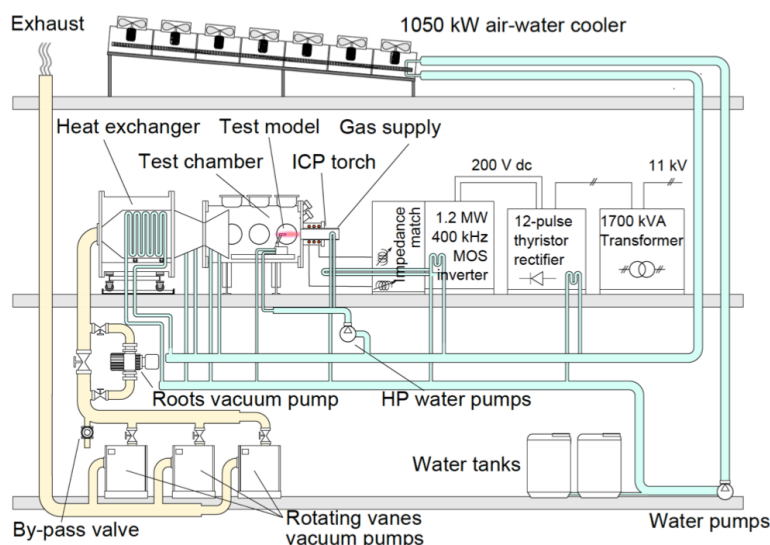 Exhaust
1050 kW air-water cooler
Heat exchanger
Test model
Gas supply
Test chamber
ICP torch
200 V dc
11 kV
Impedance
match
1.2 MW
400 kHz
MOS
inverter
12-pulse
thyristor
rectifier
1700 kVA
Transformer
Roots vacuum pump
HP water pumps
Water tanks
By-pass valve
Rotating vanes
vacuum pumps
Water pumps